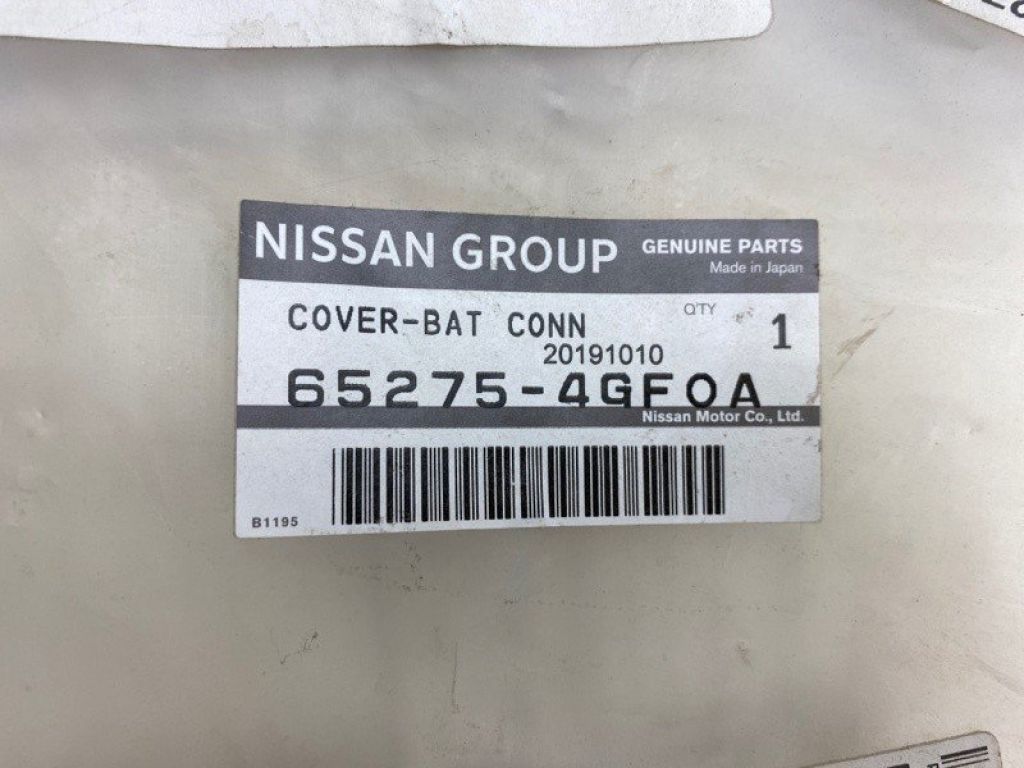 NISSAN GROUP
GENUINE PARTS
Made in Japan
COVER-BAT CONN
Q'TY
1
20191010
65275-4GF0A
Nissan Motor Co., Ltd.
B1195